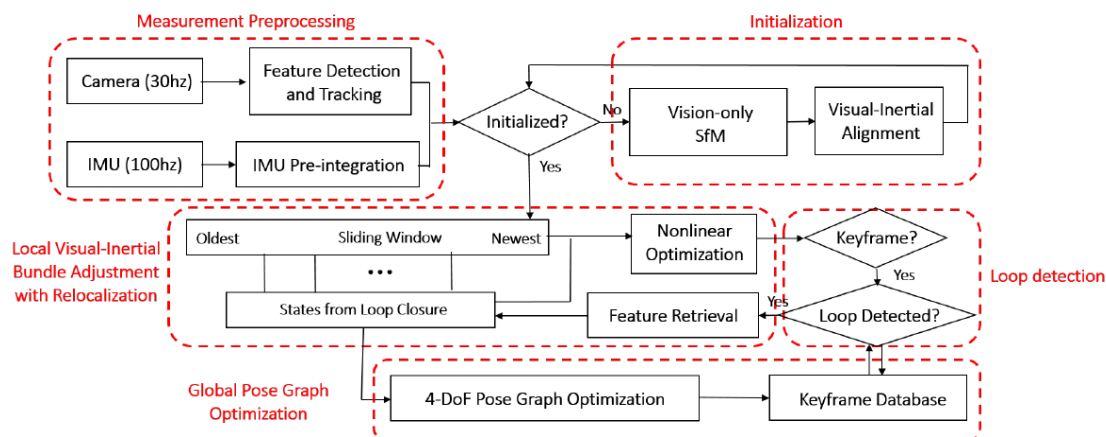 Measurement Preprocessing
Initialization
Camera (30hz)
Feature Detection
and Tracking
IMU (100hz)
IMU Pre-integration
Initialized?
No
Yes
Vision-only
SfM
Visual-Inertial
Alignment
Local Visual-Inertial
Bundle Adjustment
with Relocalization
Oldest
Sliding Window
Newest
•••
States from Loop Closure
Nonlinear
Optimization
Feature Retrieval
Keyframe?
Yes
Loop Detected?
Yes
Loop detection
Global Pose Graph
Optimization
4-DoF Pose Graph Optimization
Keyframe Database